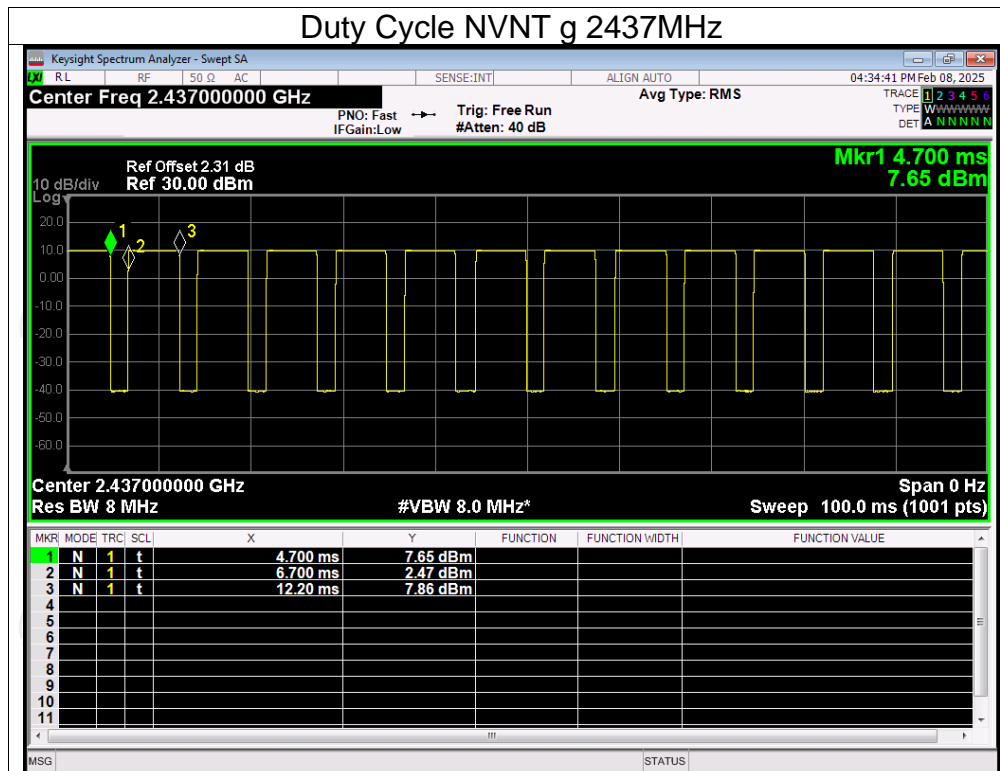 Duty Cycle NVNT g 2437MHz
Keysight Spectrum Analyzer - Swept SA
LXI RL RF 50 Ω AC SENSE:INT ALIGN AUTO 04:34:41 PM Feb 08, 2025
Center Freq 2.437000000 GHz Avg Type: RMS TRACE 1 2 3 4 5 6
PNO: Fast Trig: Free Run TYPE WWWWWW
IFGain:Low #Atten: 40 dB DET A N N N N N
Ref Offset 2.31 dB Mkr1 4.700 ms
10 dB/div Ref 30.00 dBm 7.65 dBm
Log
20.0
1 2 3
10.0
0.00
-10.0
-20.0
-30.0
-40.0
-50.0
-60.0
Center 2.437000000 GHz Span 0 Hz
Res BW 8 MHz #VBW 8.0 MHz* Sweep 100.0 ms (1001 pts)
MKR MODE TRC SCL X Y FUNCTION FUNCTION WIDTH FUNCTION VALUE
1 N 1 t 4.700 ms 7.65 dBm
2 N 1 t 6.700 ms 2.47 dBm
3 N 1 t 12.20 ms 7.86 dBm
4
5
6
7
8
9
10
11
MSG STATUS